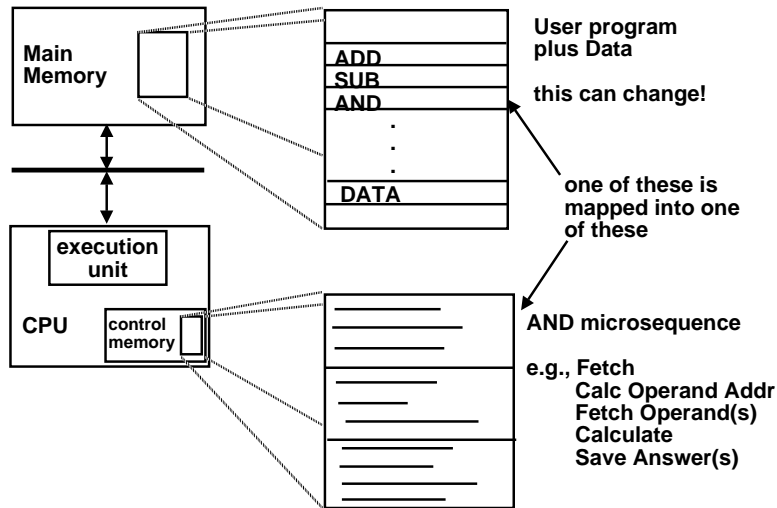 Main
Memory
ADD
SUB
AND
.
.
.
DATA
User program
plus Data
this can change!
one of these is
mapped into one
of these
execution
unit
CPU
control
memory
AND microsequence
e.g., Fetch
Calc Operand Addr
Fetch Operand(s)
Calculate
Save Answer(s)